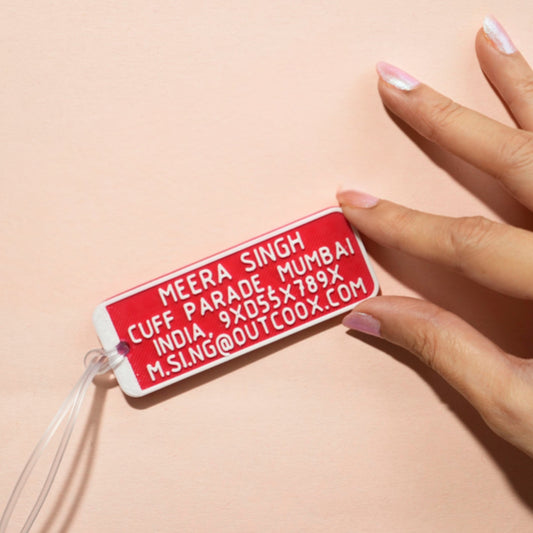 MEERA SINGH
CUFF PARADE MUMBAI
INDIA, 9XD55X789X
M.SI.NG@OUTCOOX.COM